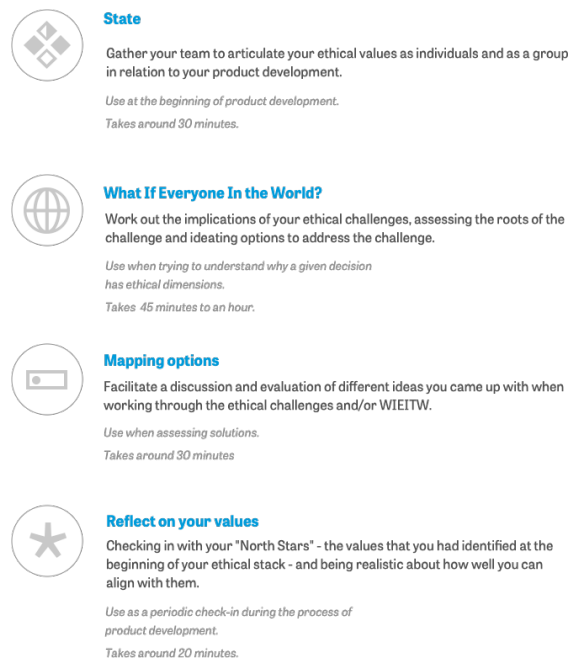 State
Gather your team to articulate your ethical values as individuals and as a group
in relation to your product development.
Use at the beginning of product development.
Takes around 30 minutes.
What If Everyone In the World?
Work out the implications of your ethical challenges, assessing the roots of the
challenge and ideating options to address the challenge.
Use when trying to understand why a given decision
has ethical dimensions.
Takes 45 minutes to an hour.
Mapping options
Facilitate a discussion and evaluation of different ideas you came up with when
working through the ethical challenges and/or WIEITW.
Use when assessing solutions.
Takes around 30 minutes
Reflect on your values
Checking in with your "North Stars" - the values that you had identified at the
beginning of your ethical stack - and being realistic about how well you can
align with them.
Use as a periodic check-in during the process of
product development.
Takes around 20 minutes.